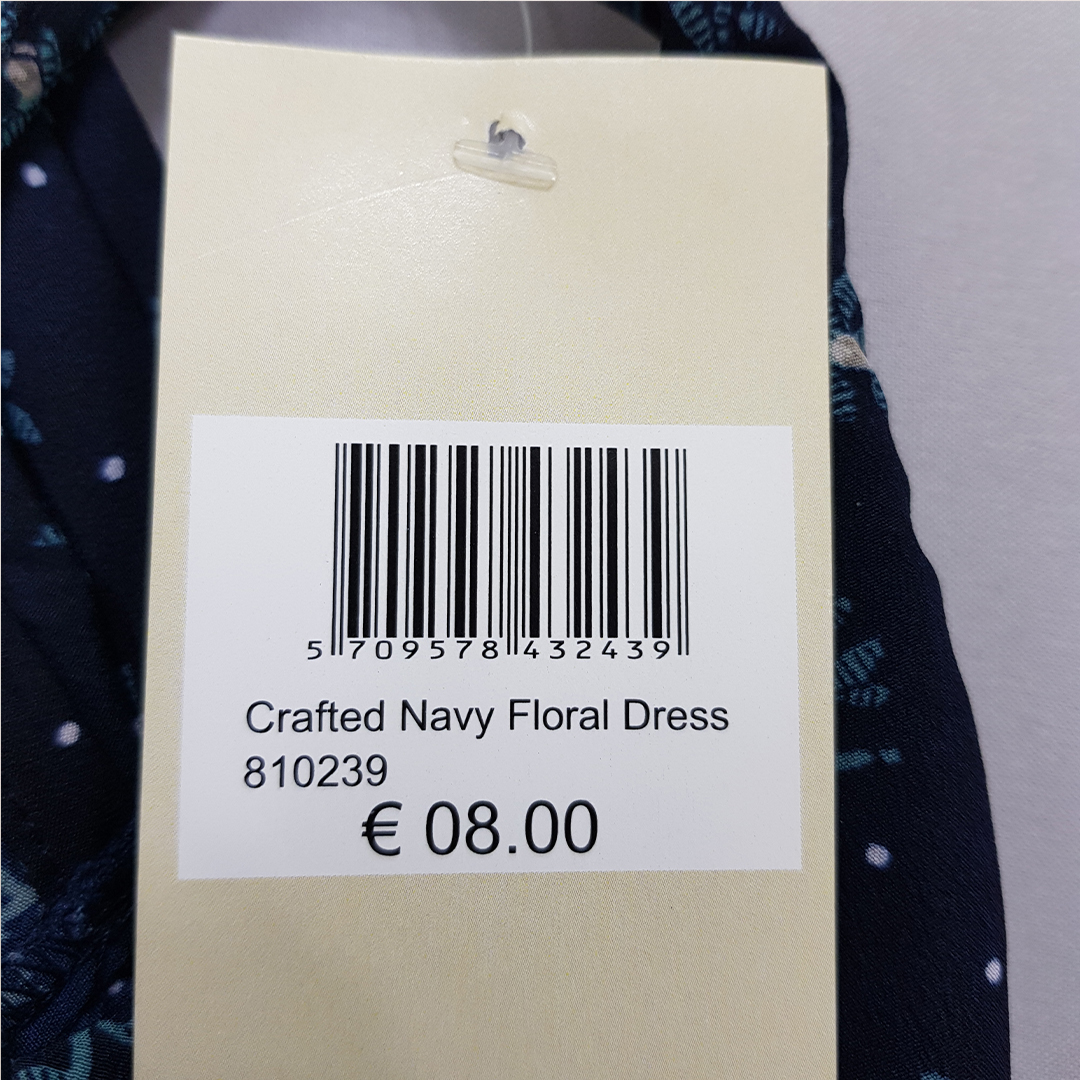 5 709578 432439
Crafted Navy Floral Dress
810239
€ 08.00